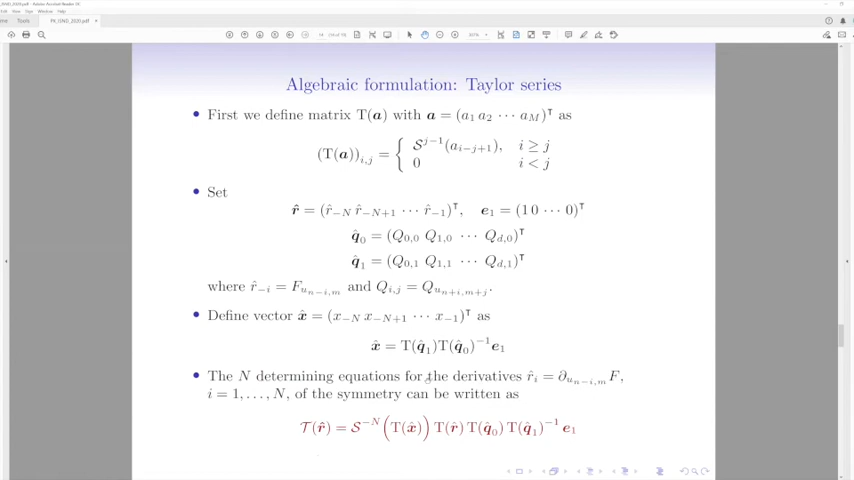 PX_GND_2020.pdf
Tools
Algebraic formulation: Taylor series
• First we define matrix T(a) with a = (a₁ a₂ ⋯ a_M)^T as
(T(a))_{i,j} = { S^{j−1}(a_{i−j+1}), i ≥ j
0 i < j
• Set
r̂ = (r̂_{−N} r̂_{−N+1} ⋯ r̂_{−1})^T, e₁ = (1 0 ⋯ 0)^T
q̂₀ = (Q_{0,0} Q_{1,0} ⋯ Q_{d,0})^T
q̂₁ = (Q_{0,1} Q_{1,1} ⋯ Q_{d,1})^T
where r̂_{−i} = F_{u_{n−i,m}} and Q_{i,j} = Q_{u_{n+i,m+j}}.
• Define vector x̂ = (x_{−N} x_{−N+1} ⋯ x_{−1})^T as
x̂ = T(q̂₁)T(q̂₀)^{−1}e₁
• The N determining equations for the derivatives r̂_i = ∂_{u_{n−i,m}}F,
i = 1, …, N, of the symmetry can be written as
𝒯(r̂) = S^{−N}(T(x̂)) T(r̂) T(q̂₀) T(q̂₁)^{−1} e₁